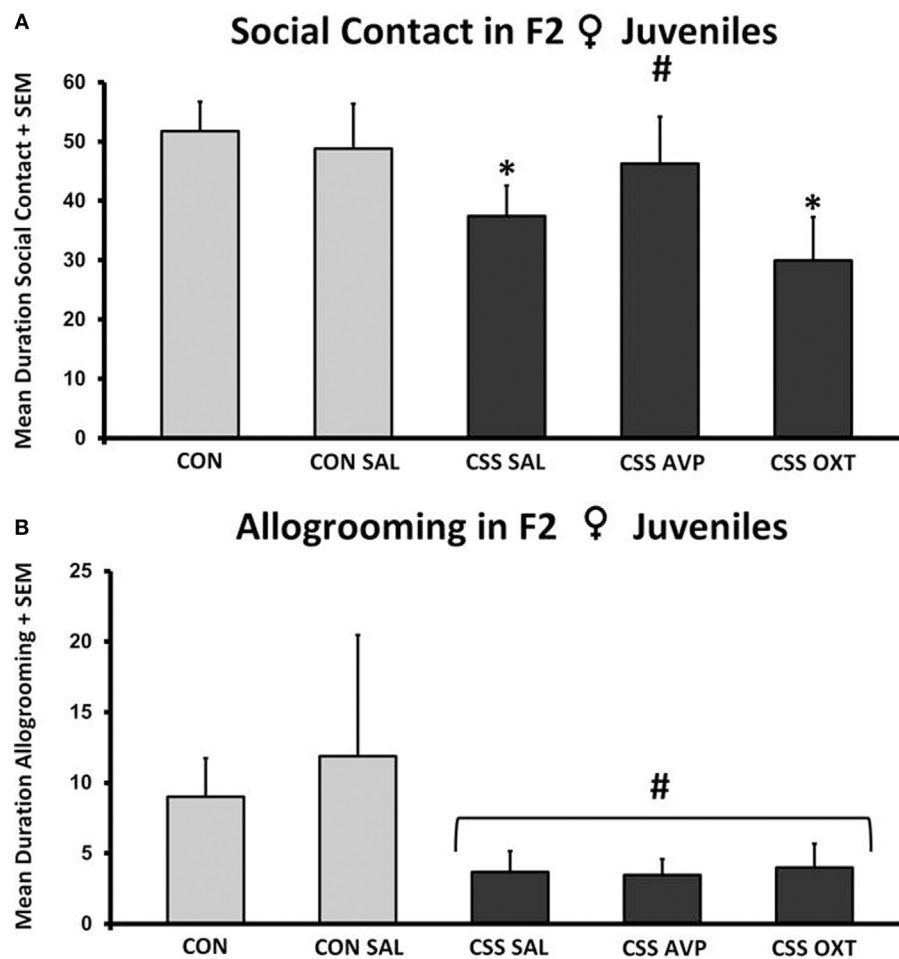 A
Social Contact in F2 ♀ Juveniles
Mean Duration Social Contact + SEM
60
50
40
30
20
10
0
*
#
*
CON CON SAL CSS SAL CSS AVP CSS OXT
B
Allogrooming in F2 ♀ Juveniles
Mean Duration Allogrooming + SEM
25
20
15
10
5
0
#
CON CON SAL CSS SAL CSS AVP CSS OXT